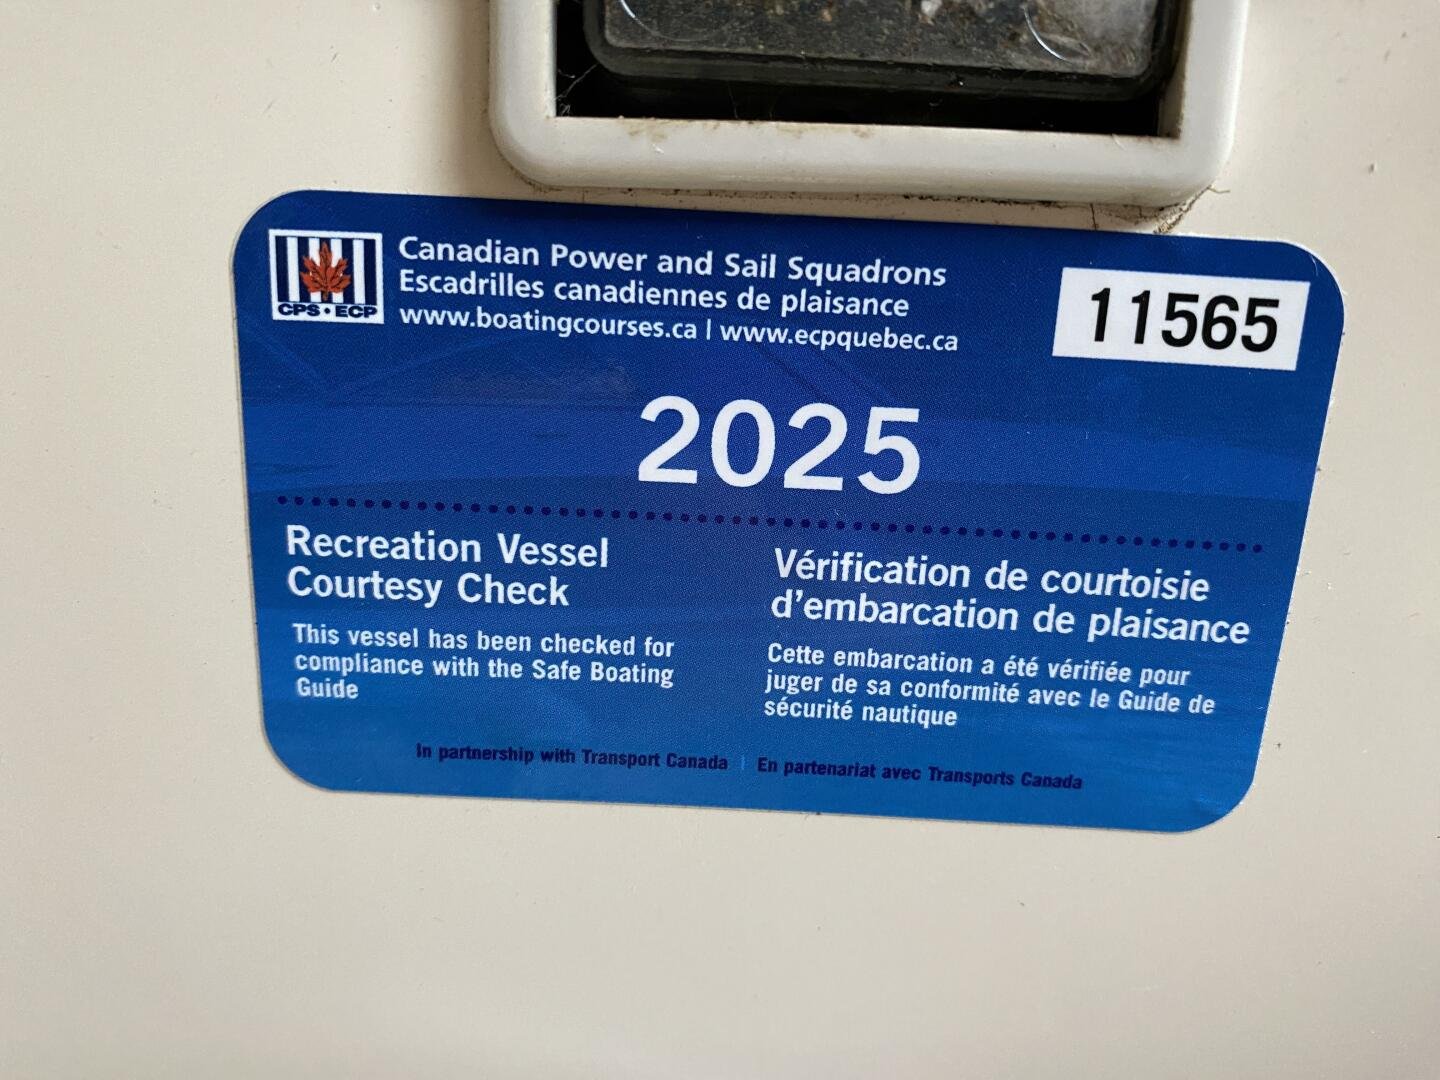 CPS•ECP
Canadian Power and Sail Squadrons
Escadrilles canadiennes de plaisance
www.boatingcourses.ca | www.ecpquebec.ca
11565
2025
Recreation Vessel
Courtesy Check
This vessel has been checked for
compliance with the Safe Boating
Guide
Vérification de courtoisie
d'embarcation de plaisance
Cette embarcation a été vérifiée pour
juger de sa conformité avec le Guide de
sécurité nautique
In partnership with Transport Canada | En partenariat avec Transports Canada